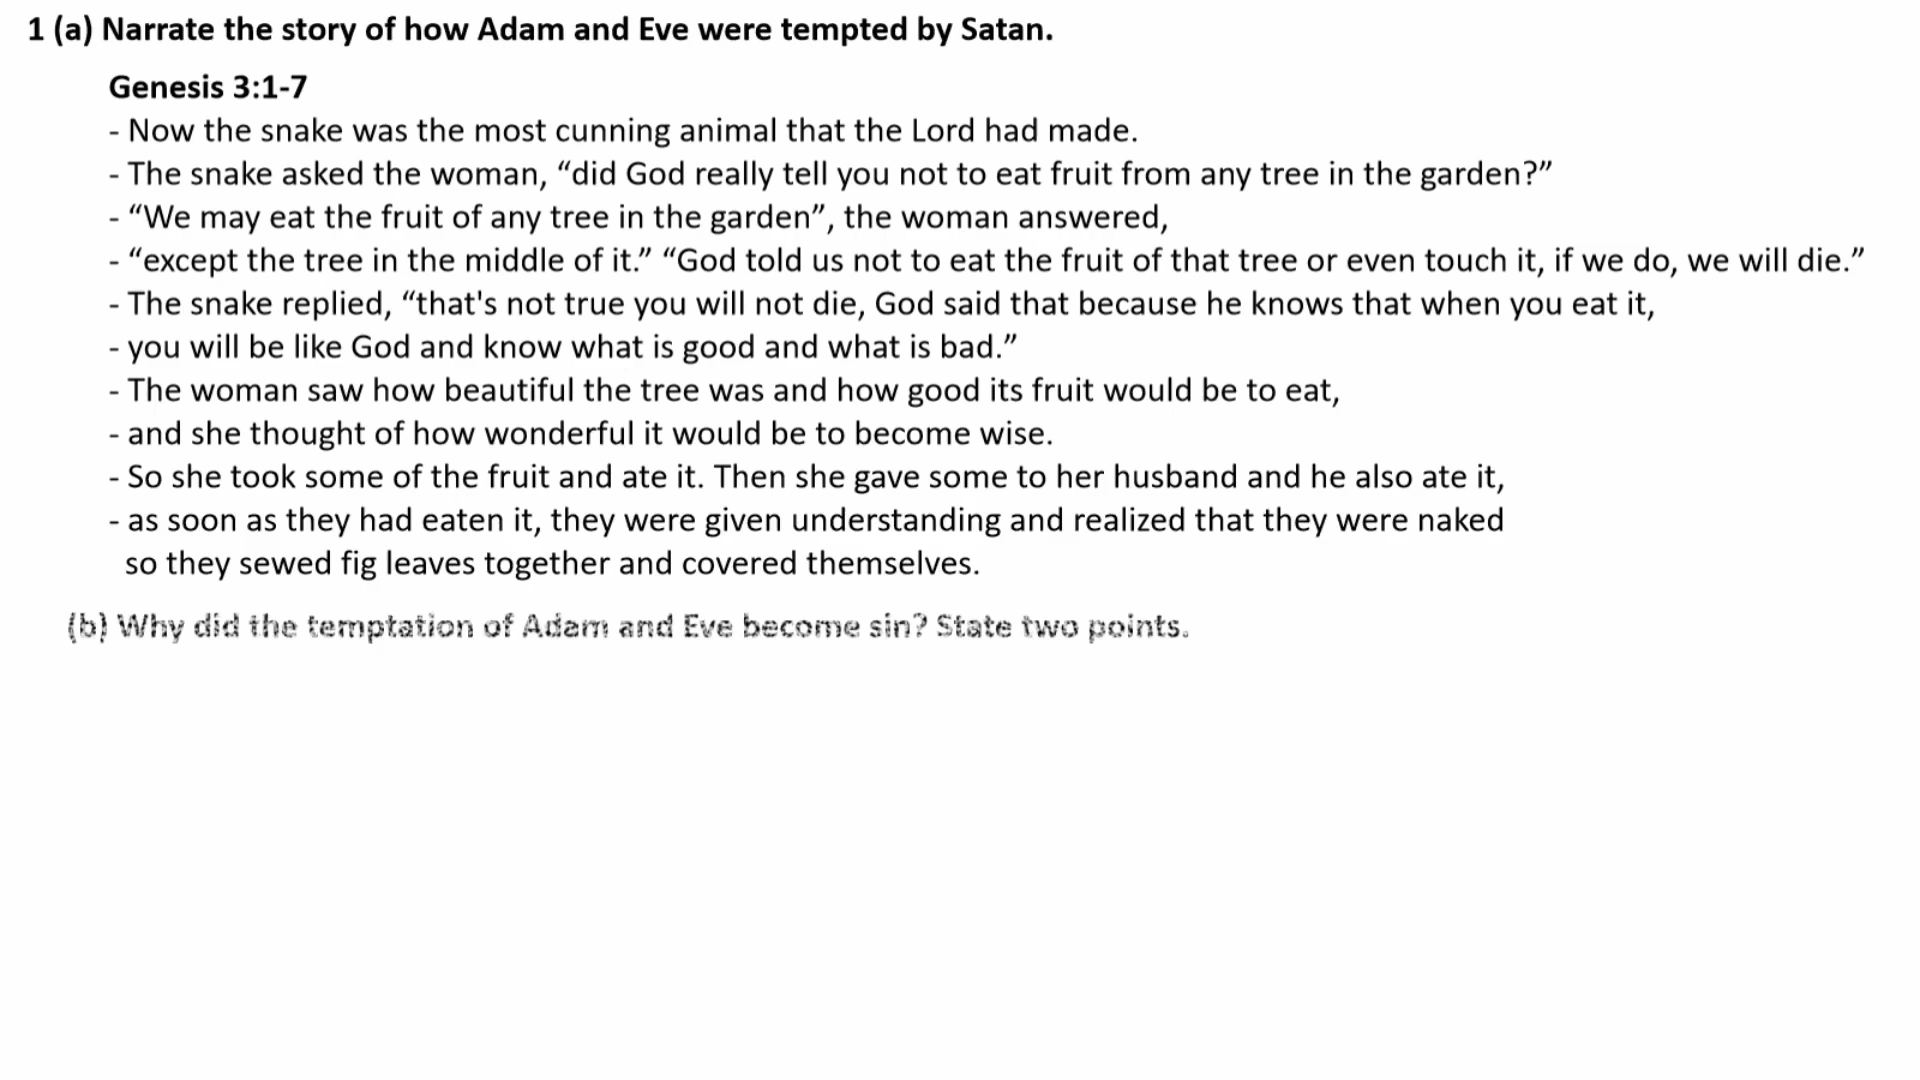 1 (a) Narrate the story of how Adam and Eve were tempted by Satan.
Genesis 3:1-7
- Now the snake was the most cunning animal that the Lord had made.
- The snake asked the woman, “did God really tell you not to eat fruit from any tree in the garden?”
- “We may eat the fruit of any tree in the garden”, the woman answered,
- “except the tree in the middle of it.” “God told us not to eat the fruit of that tree or even touch it, if we do, we will die.”
- The snake replied, “that's not true you will not die, God said that because he knows that when you eat it,
- you will be like God and know what is good and what is bad.”
- The woman saw how beautiful the tree was and how good its fruit would be to eat,
- and she thought of how wonderful it would be to become wise.
- So she took some of the fruit and ate it. Then she gave some to her husband and he also ate it,
- as soon as they had eaten it, they were given understanding and realized that they were naked
so they sewed fig leaves together and covered themselves.
(b) Why did the temptation of Adam and Eve become sin? State two points.